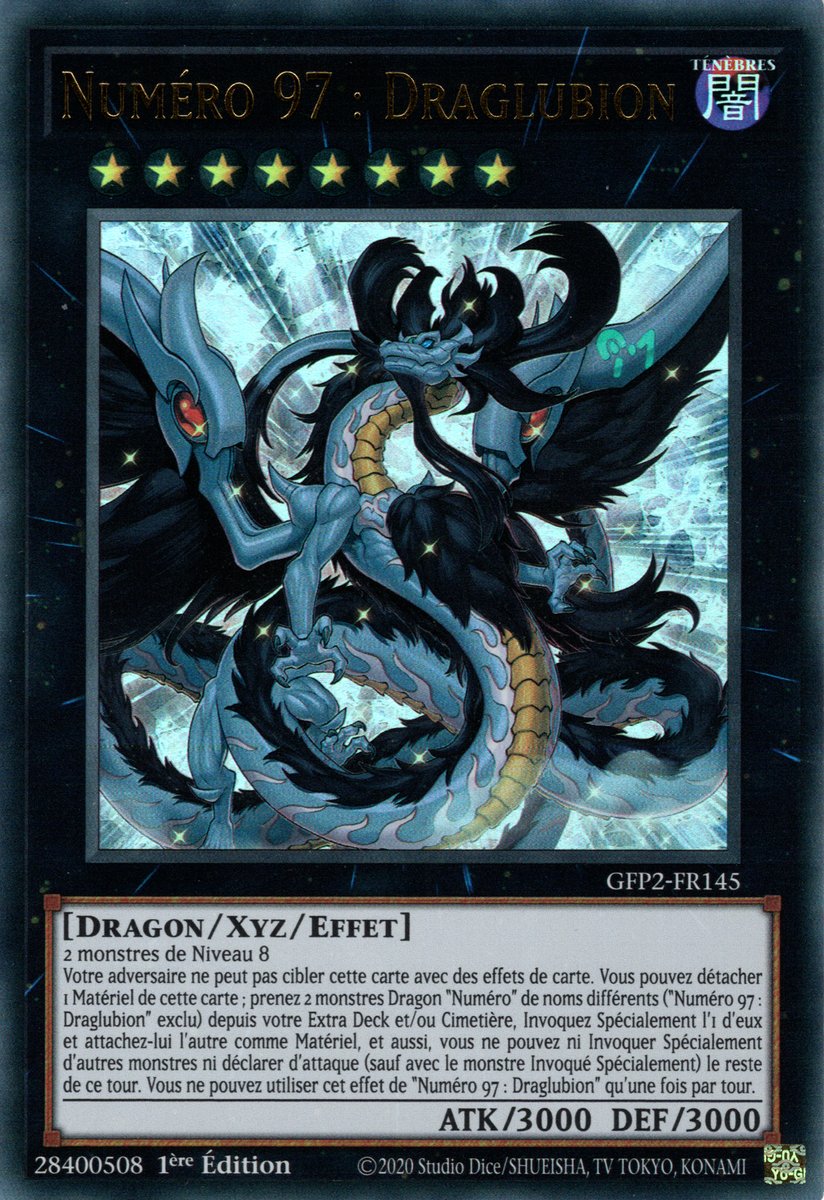 Numéro 97 : Draglubion
TÉNÈBRES
闇
GFP2-FR145
[Dragon/Xyz/Effet]
2 monstres de Niveau 8
Votre adversaire ne peut pas cibler cette carte avec des effets de carte. Vous pouvez détacher
1 Matériel de cette carte ; prenez 2 monstres Dragon "Numéro" de noms différents ("Numéro 97 :
Draglubion" exclu) depuis votre Extra Deck et/ou Cimetière, Invoquez Spécialement l'1 d'eux
et attachez-lui l'autre comme Matériel, et aussi, vous ne pouvez ni Invoquer Spécialement
d'autres monstres ni déclarer d'attaque (sauf avec le monstre Invoqué Spécialement) le reste
de ce tour. Vous ne pouvez utiliser cet effet de "Numéro 97 : Draglubion" qu'une fois par tour.
ATK/3000 DEF/3000
28400508 1ère Édition ©2020 Studio Dice/SHUEISHA, TV TOKYO, KONAMI